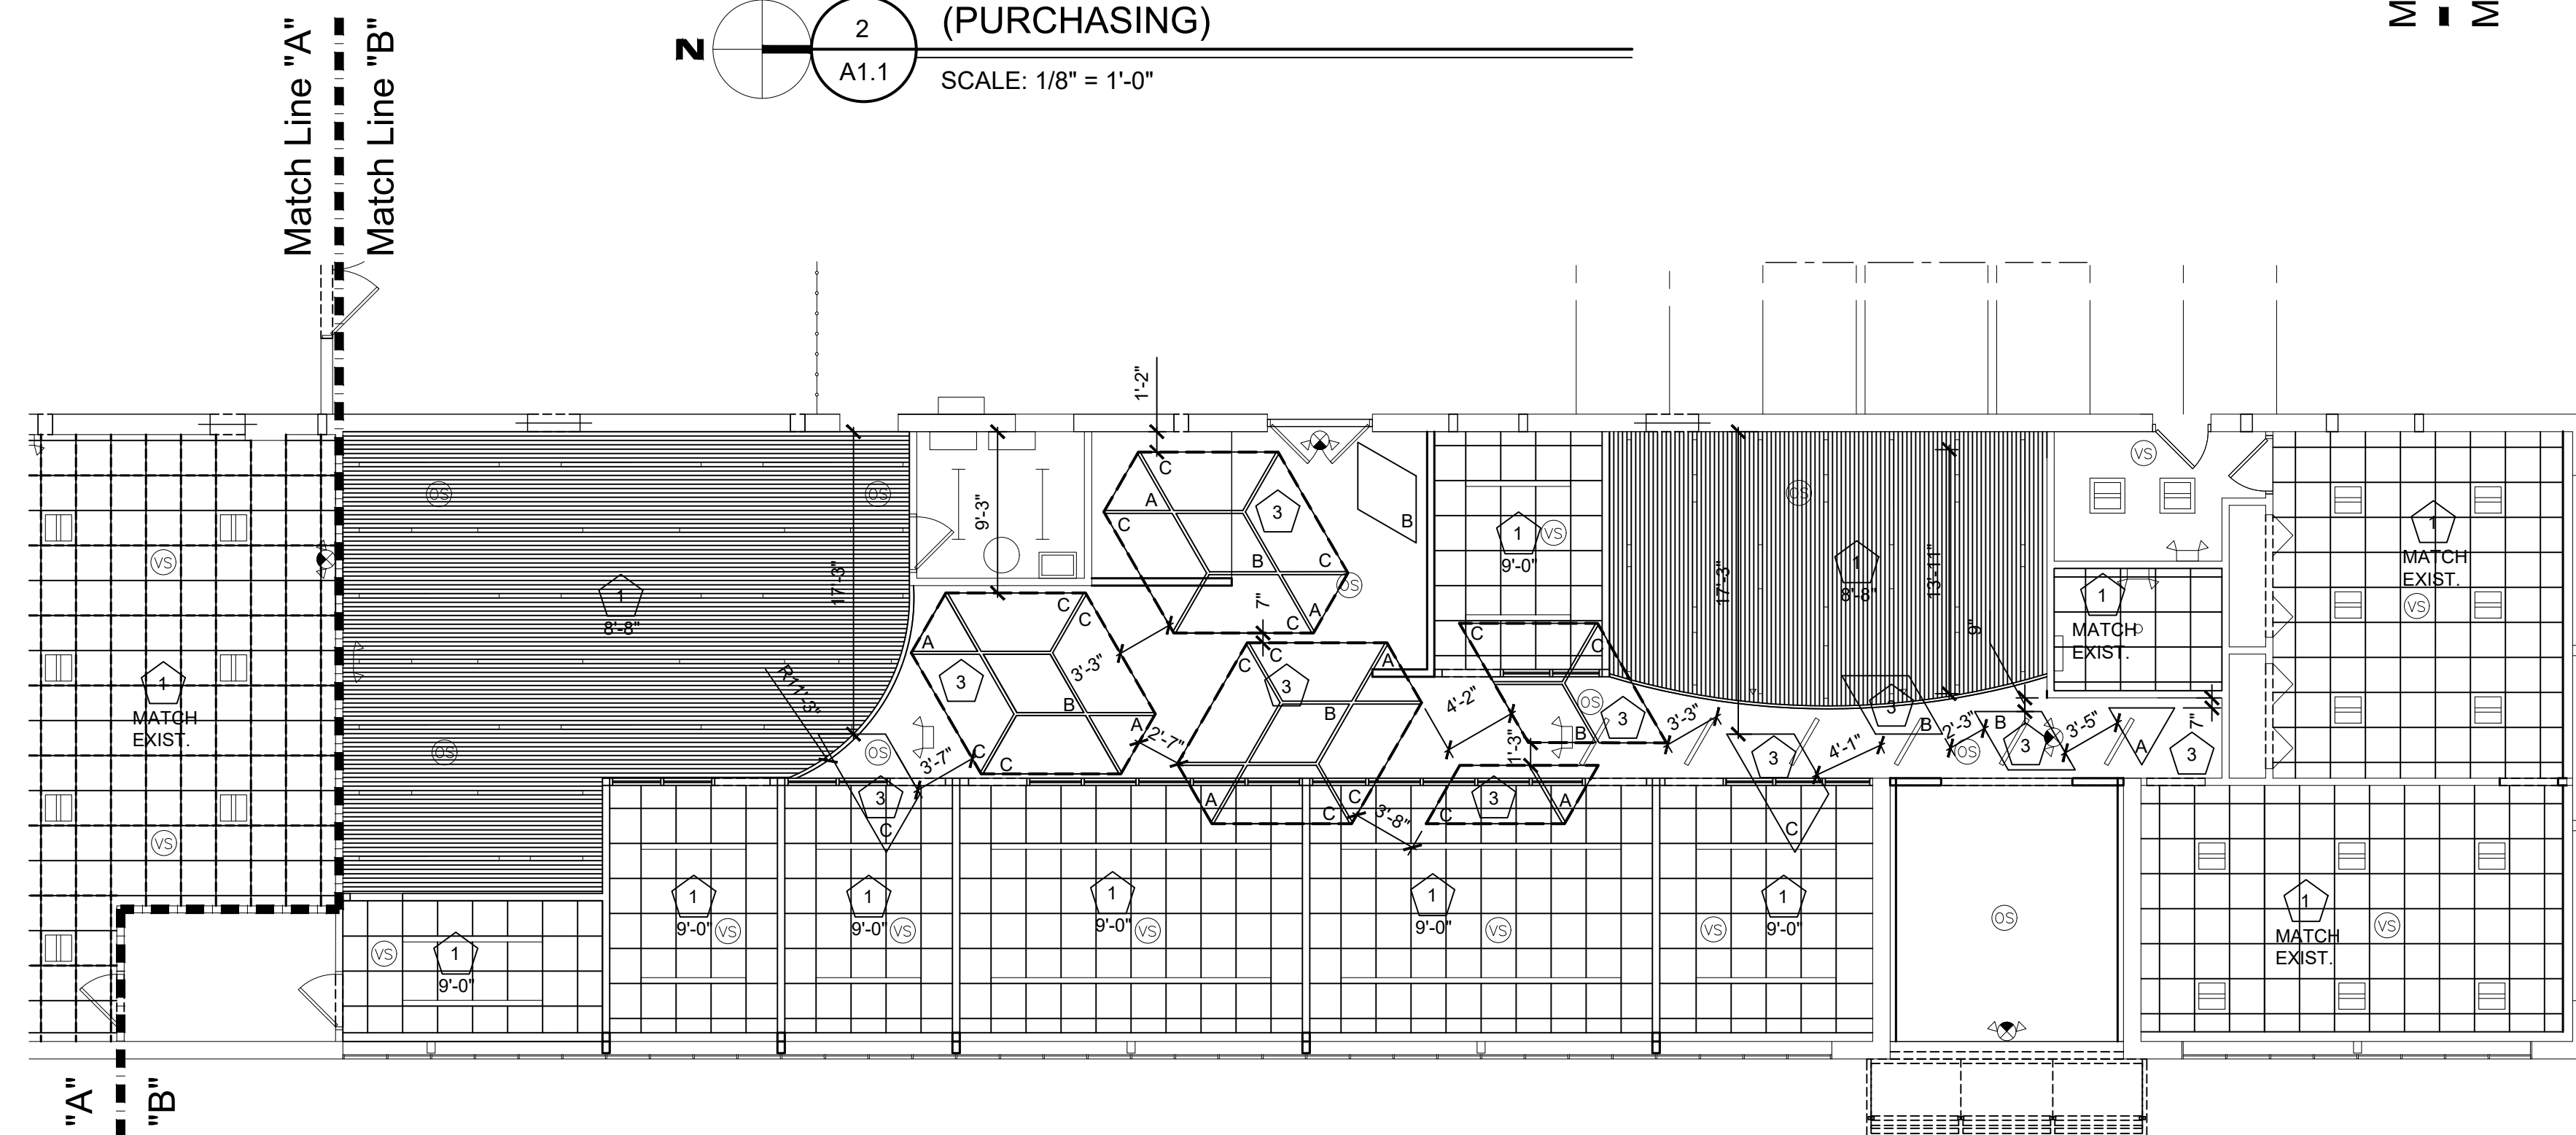 2
A1.1
(PURCHASING)
SCALE: 1/8" = 1'-0"
N
Match Line "A"
Match Line "B"
M
M
1'-2"
OS
OS
9'-3"
C
A
C
3
B
B
C
OS
A
C
7"
1
VS
9'-0"
OS
1
8'-8"
17'-3"
13'-11"
9"
VS
1
MATCH
EXIST.
1
MATCH
EXIST.
VS
VS
1
MATCH
EXIST.
VS
1
8'-8"
17'-3"
R11'-3"
OS
OS
C
C
A
3
B
A
C
C
3'-3"
2'-7"
3'-7"
3
C
C
C
A
3
B
A
C
C
3'-8"
4'-2"
C
C
OS
3
B
1'-3"
3
C
A
3'-3"
3
C
4'-1"
3
B
2'-3"
OS
B
3
3'-5"
A
3
7"
VS
1
9'-0"
1
9'-0"
VS
1
9'-0"
VS
1
9'-0"
VS
1
9'-0"
VS
VS
1
9'-0"
OS
1
MATCH
EXIST.
VS
"A"
"B"